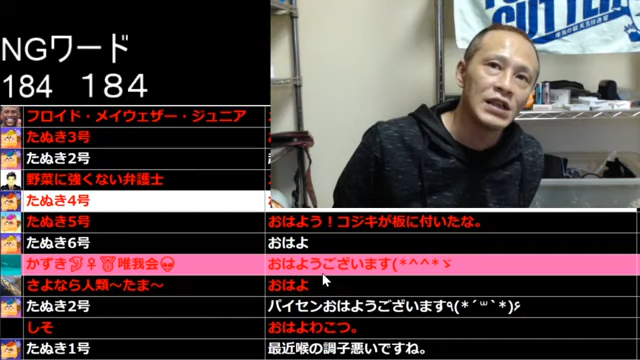 NGワード
184 184
フロイド・メイウェザー・ジュニア
たぬき3号
たぬき2号
野菜に強くない弁護士
たぬき4号
たぬき5号 おはよう！コジキが板に付いたな。
たぬき6号 おはよ
かずき 唯我会 おはようございます(*^^*ゞ
さよなら人類〜たま〜 おはよ
たぬき2号 パイセンおはようございます٩(*´꒳`*)۶
しそ おはよわこつ。
たぬき1号 最近喉の調子悪いですね。
CUTTER